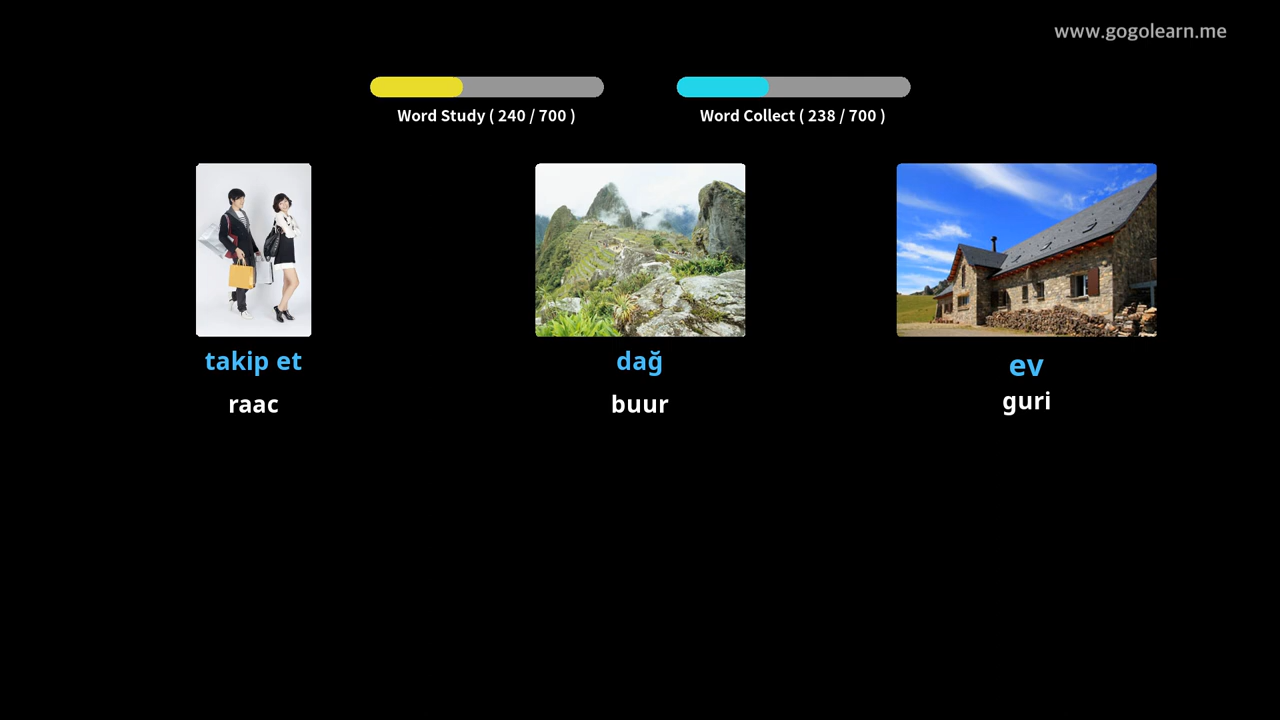 www.gogolearn.me
Word Study ( 240 / 700 )
Word Collect ( 238 / 700 )
takip et
raac
dağ
buur
ev
guri